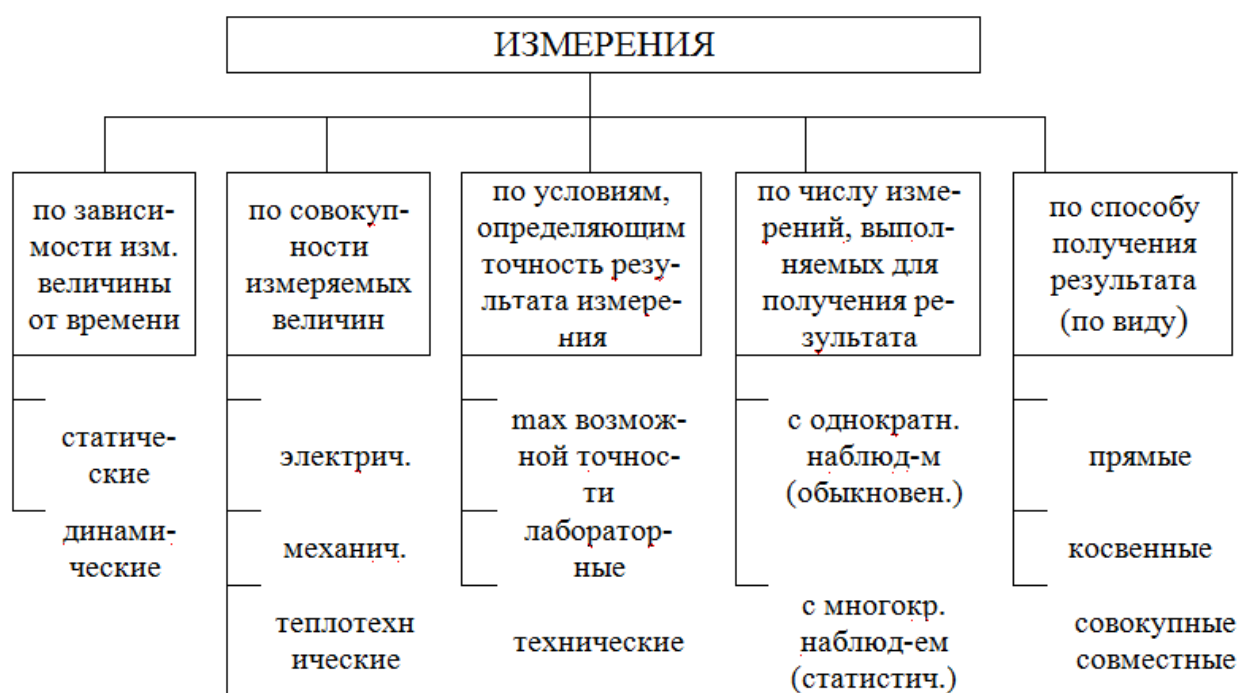 ИЗМЕРЕНИЯ
по зависи-
мости изм.
величины
от времени
по совокуп-
ности
измеряемых
величин
по условиям,
определяющим
точность резу-
льтата измере-
ния
по числу изме-
рений, выпол-
няемых для
получения ре-
зультата
по способу
получения
результата
(по виду)
статиче-
ские
динами-
ческие
электрич.
механич.
теплотехн
ические
max возмож-
ной точнос-
ти
лаборатор-
ные
технические
с однократн.
наблюд-м
(обыкновен.)
с многокр.
наблюд-ем
(статистич.)
прямые
косвенные
совокупные
совместные